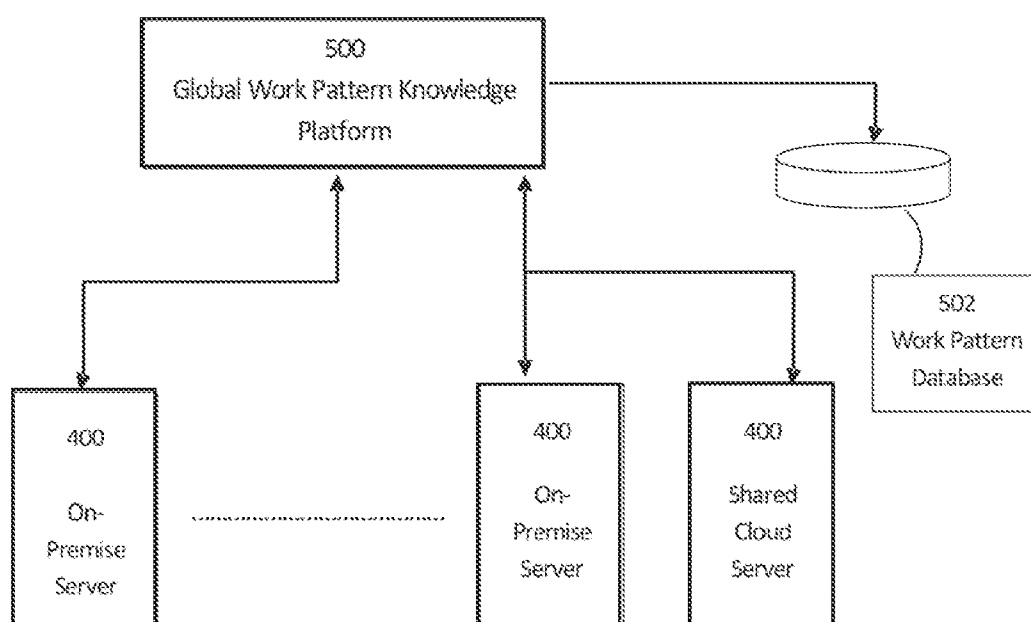 500
Global Work Pattern Knowledge
Platform
502
Work Pattern
Database
400
On-
Premise
Server
400
On-
Premise
Server
400
Shared
Cloud
Server